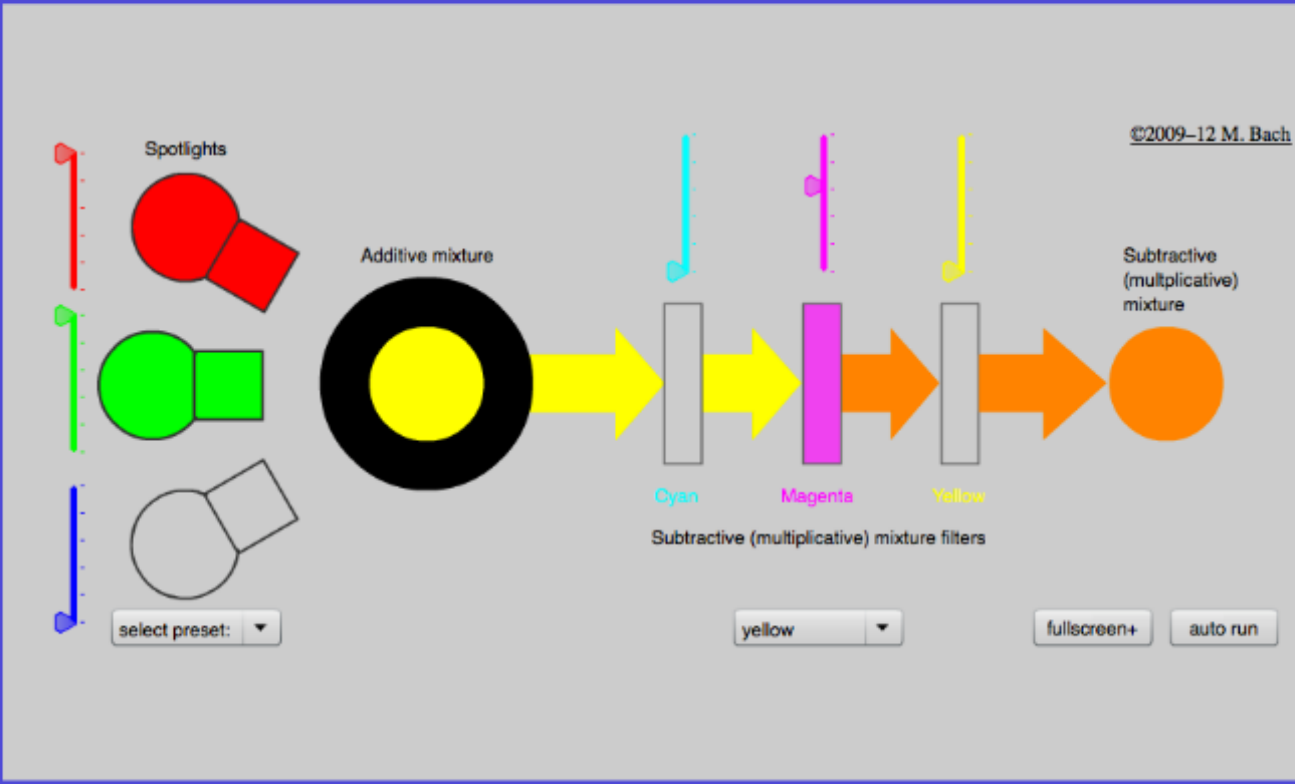 ©2009–12 M. Bach
Spotlights
Additive mixture
Subtractive
(multplicative)
mixture
Cyan
Magenta
Yellow
Subtractive (multiplicative) mixture filters
select preset:
yellow
fullscreen+
auto run